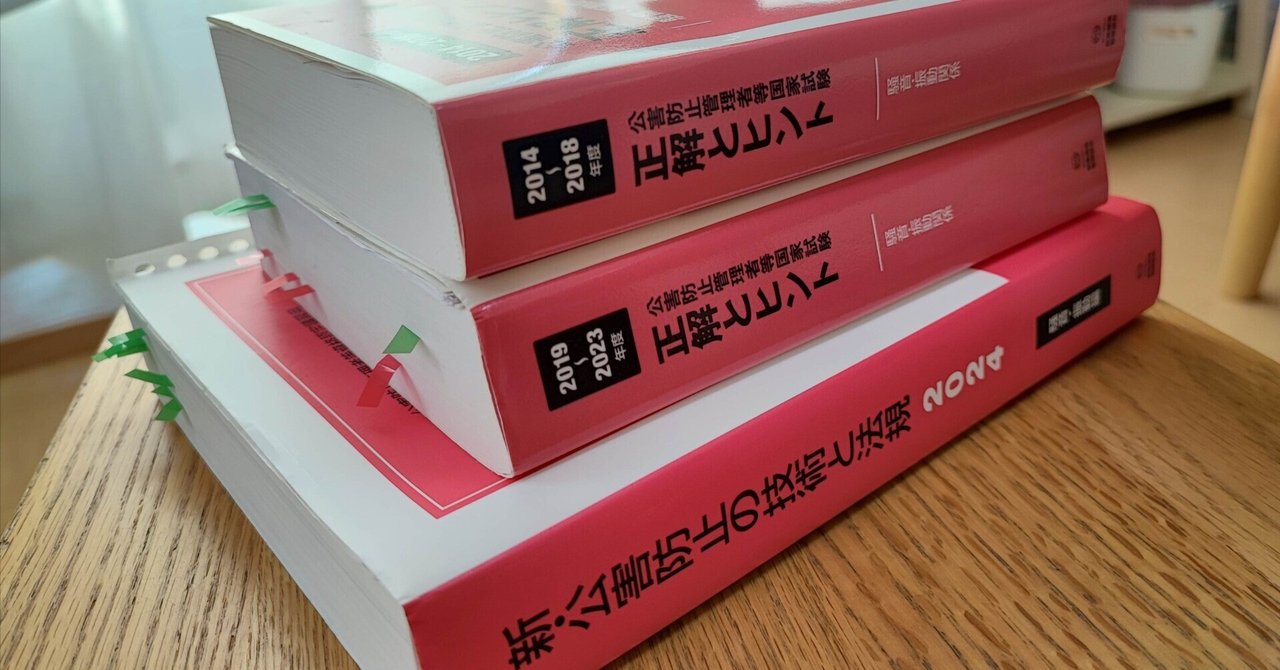 2014
～
2018
年度
公害防止管理者等国家試験
正解とヒント
騒音・振動関係
2019
～
2023
年度
公害防止管理者等国家試験
正解とヒント
騒音・振動関係
新・公害防止の技術と法規
2024
騒音・振動編